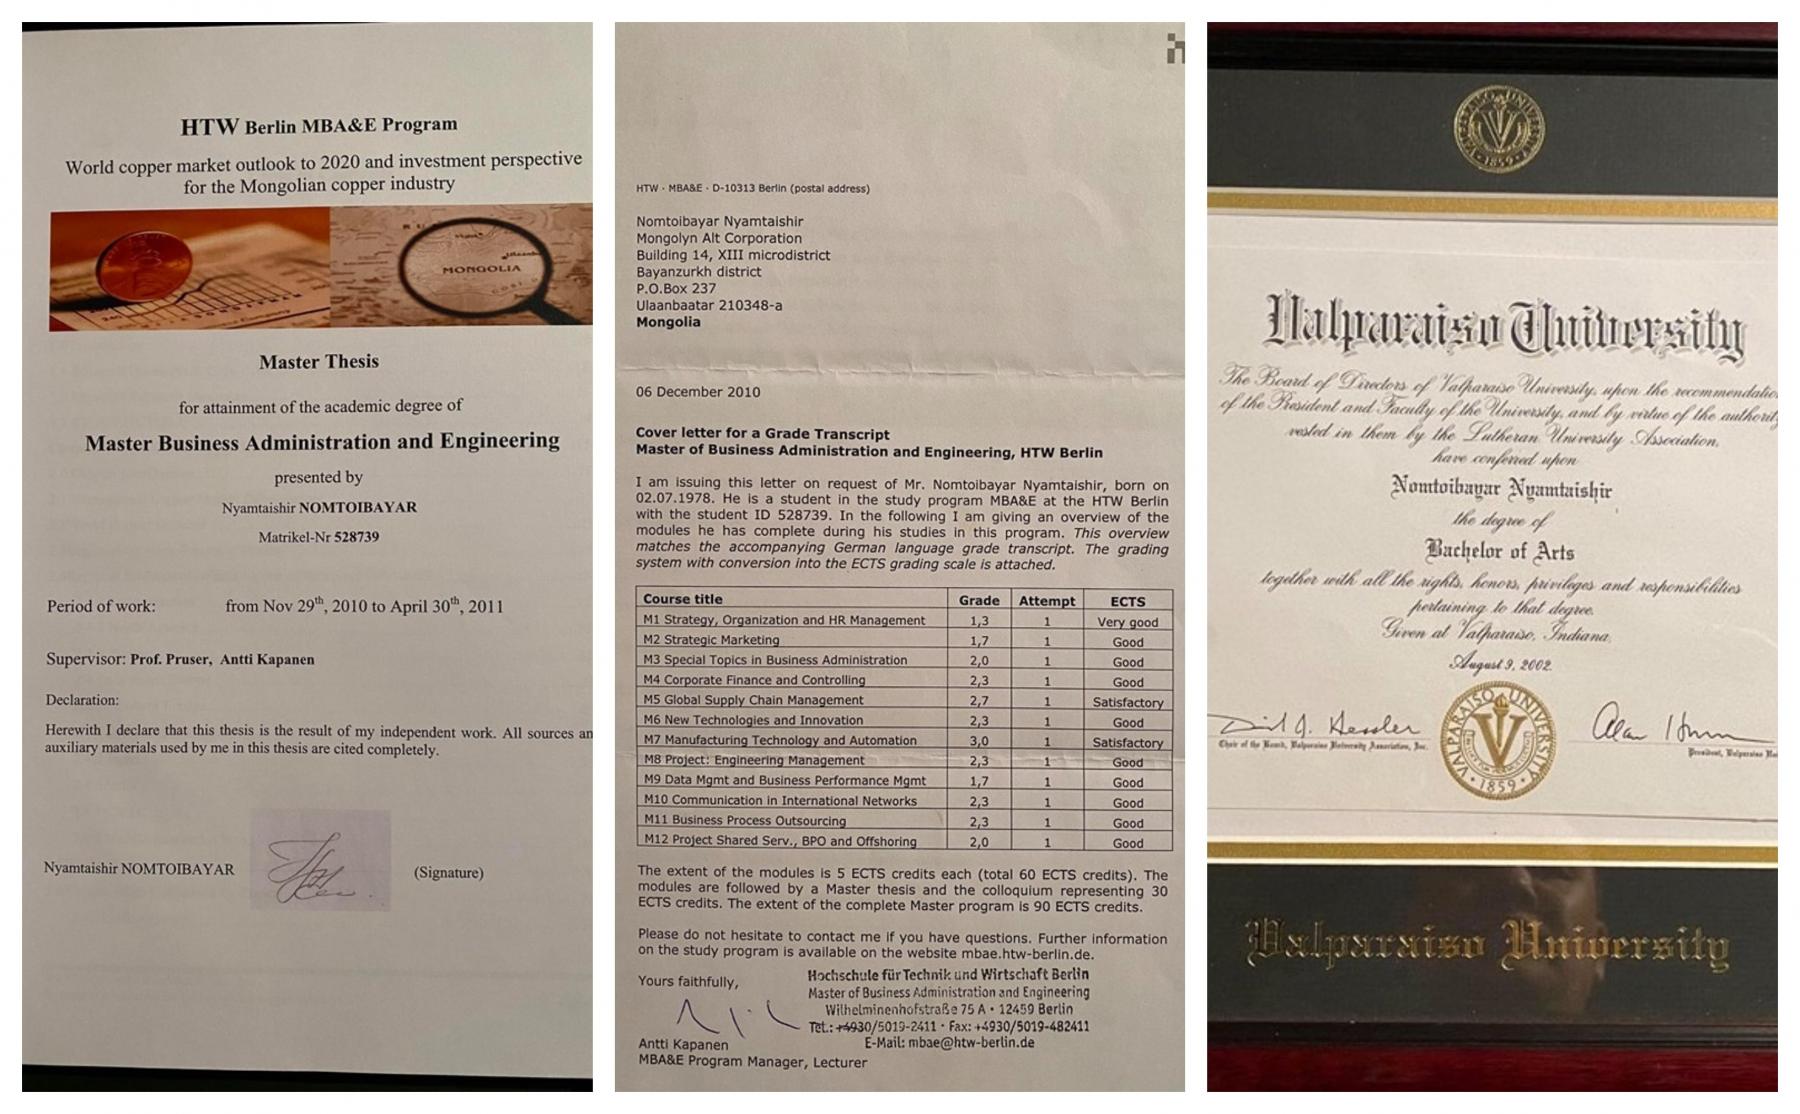 HTW Berlin MBA&E Program
World copper market outlook to 2020 and investment perspective
for the Mongolian copper industry
MONGOLIA
Master Thesis
for attainment of the academic degree of
Master Business Administration and Engineering
presented by
Nyamtaishir NOMTOIBAYAR
Matrikel-Nr 528739
Period of work: from Nov 29th, 2010 to April 30th, 2011
Supervisor: Prof. Pruser, Antti Kapanen
Declaration:
Herewith I declare that this thesis is the result of my independent work. All sources an
auxiliary materials used by me in this thesis are cited completely.
Nyamtaishir NOMTOIBAYAR (Signature)
HTW · MBA&E · D-10313 Berlin (postal address)
Nomtoibayar Nyamtaishir
Mongolyn Alt Corporation
Building 14, XIII microdistrict
Bayanzurkh district
P.O.Box 237
Ulaanbaatar 210348-a
Mongolia
06 December 2010
Cover letter for a Grade Transcript
Master of Business Administration and Engineering, HTW Berlin
I am issuing this letter on request of Mr. Nomtoibayar Nyamtaishir, born on
02.07.1978. He is a student in the study program MBA&E at the HTW Berlin
with the student ID 528739. In the following I am giving an overview of the
modules he has complete during his studies in this program. This overview
matches the accompanying German language grade transcript. The grading
system with conversion into the ECTS grading scale is attached.
Course title Grade Attempt ECTS
M1 Strategy, Organization and HR Management 1,3 1 Very good
M2 Strategic Marketing 1,7 1 Good
M3 Special Topics in Business Administration 2,0 1 Good
M4 Corporate Finance and Controlling 2,3 1 Good
M5 Global Supply Chain Management 2,7 1 Satisfactory
M6 New Technologies and Innovation 2,3 1 Good
M7 Manufacturing Technology and Automation 3,0 1 Satisfactory
M8 Project: Engineering Management 2,3 1 Good
M9 Data Mgmt and Business Performance Mgmt 1,7 1 Good
M10 Communication in International Networks 2,3 1 Good
M11 Business Process Outsourcing 2,3 1 Good
M12 Project Shared Serv., BPO and Offshoring 2,0 1 Good
The extent of the modules is 5 ECTS credits each (total 60 ECTS credits). The
modules are followed by a Master thesis and the colloquium representing 30
ECTS credits. The extent of the complete Master program is 90 ECTS credits.
Please do not hesitate to contact me if you have questions. Further information
on the study program is available on the website mbae.htw-berlin.de.
Yours faithfully,
Hochschule für Technik und Wirtschaft Berlin
Master of Business Administration and Engineering
Wilhelminenhofstraße 75 A · 12459 Berlin
Tel.: +4930/5019-2411 · Fax: +4930/5019-482411
E-Mail: mbae@htw-berlin.de
Antti Kapanen
MBA&E Program Manager, Lecturer
VALPARAISO UNIVERSITY
V
1859
Valparaiso University
The Board of Directors of Valparaiso University, upon the recommendation
of the President and Faculty of the University, and by virtue of the authority
vested in them by the Lutheran University Association,
have conferred upon
Nomtoibayar Nyamtaishir
the degree of
Bachelor of Arts
together with all the rights, honors, privileges and responsibilities
pertaining to that degree.
Given at Valparaiso, Indiana,
August 9, 2002.
Chair of the Board, Valparaiso University Association, Inc.
President, Valparaiso
VALPARAISO UNIVERSITY
V
1859
Valparaiso University